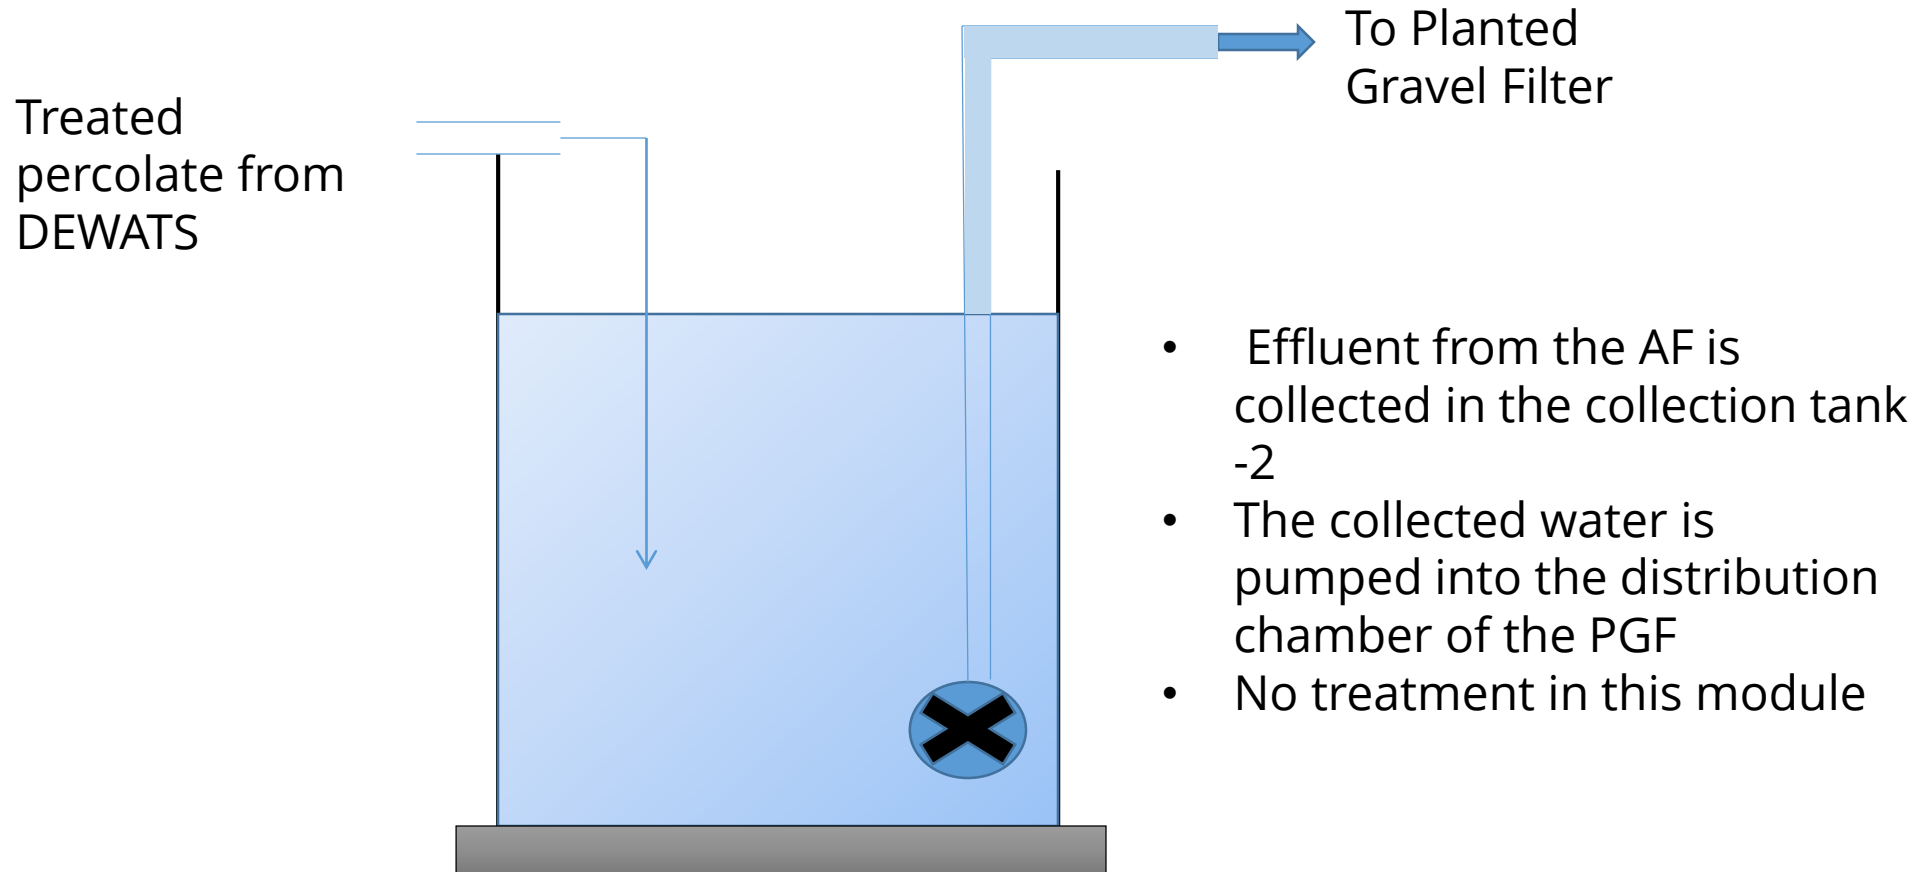 To Planted
Gravel Filter
Treated
percolate from
DEWATS
• Effluent from the AF is
collected in the collection tank
-2
• The collected water is
pumped into the distribution
chamber of the PGF
• No treatment in this module